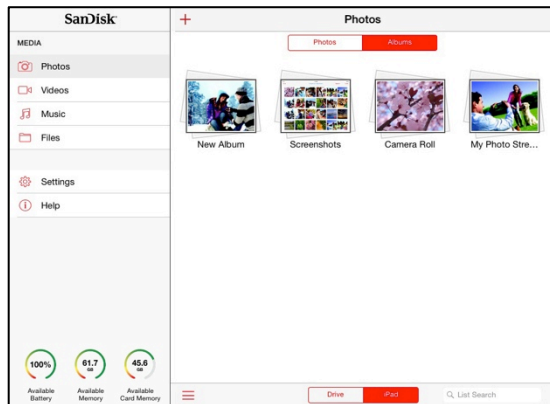 SanDisk
MEDIA
Photos
Videos
Music
Files
Settings
Help
100%
Available
Battery
61.7
GB
Available
Memory
45.6
GB
Available
Card Memory
+
Photos
Photos
Albums
New Album
Screenshots
Camera Roll
My Photo Stre...
Drive
iPad
List Search